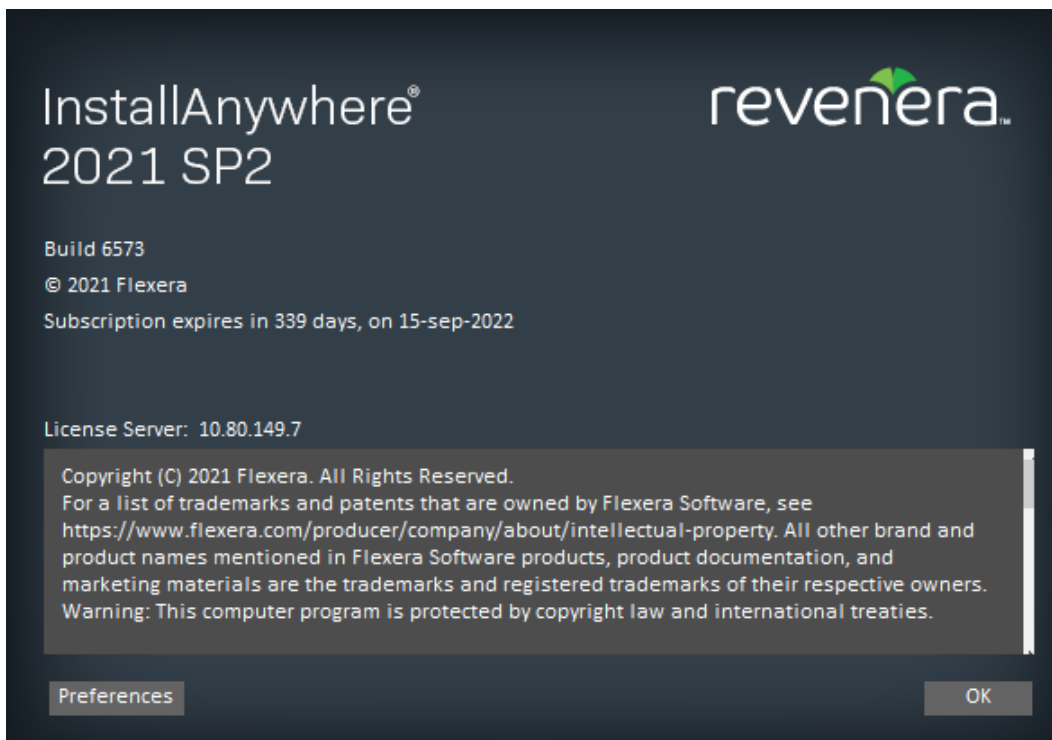 InstallAnywhere®
2021 SP2
revenera™
Build 6573
© 2021 Flexera
Subscription expires in 339 days, on 15-sep-2022
License Server: 10.80.149.7
Copyright (C) 2021 Flexera. All Rights Reserved.
For a list of trademarks and patents that are owned by Flexera Software, see
https://www.flexera.com/producer/company/about/intellectual-property. All other brand and
product names mentioned in Flexera Software products, product documentation, and
marketing materials are the trademarks and registered trademarks of their respective owners.
Warning: This computer program is protected by copyright law and international treaties.
Preferences
OK